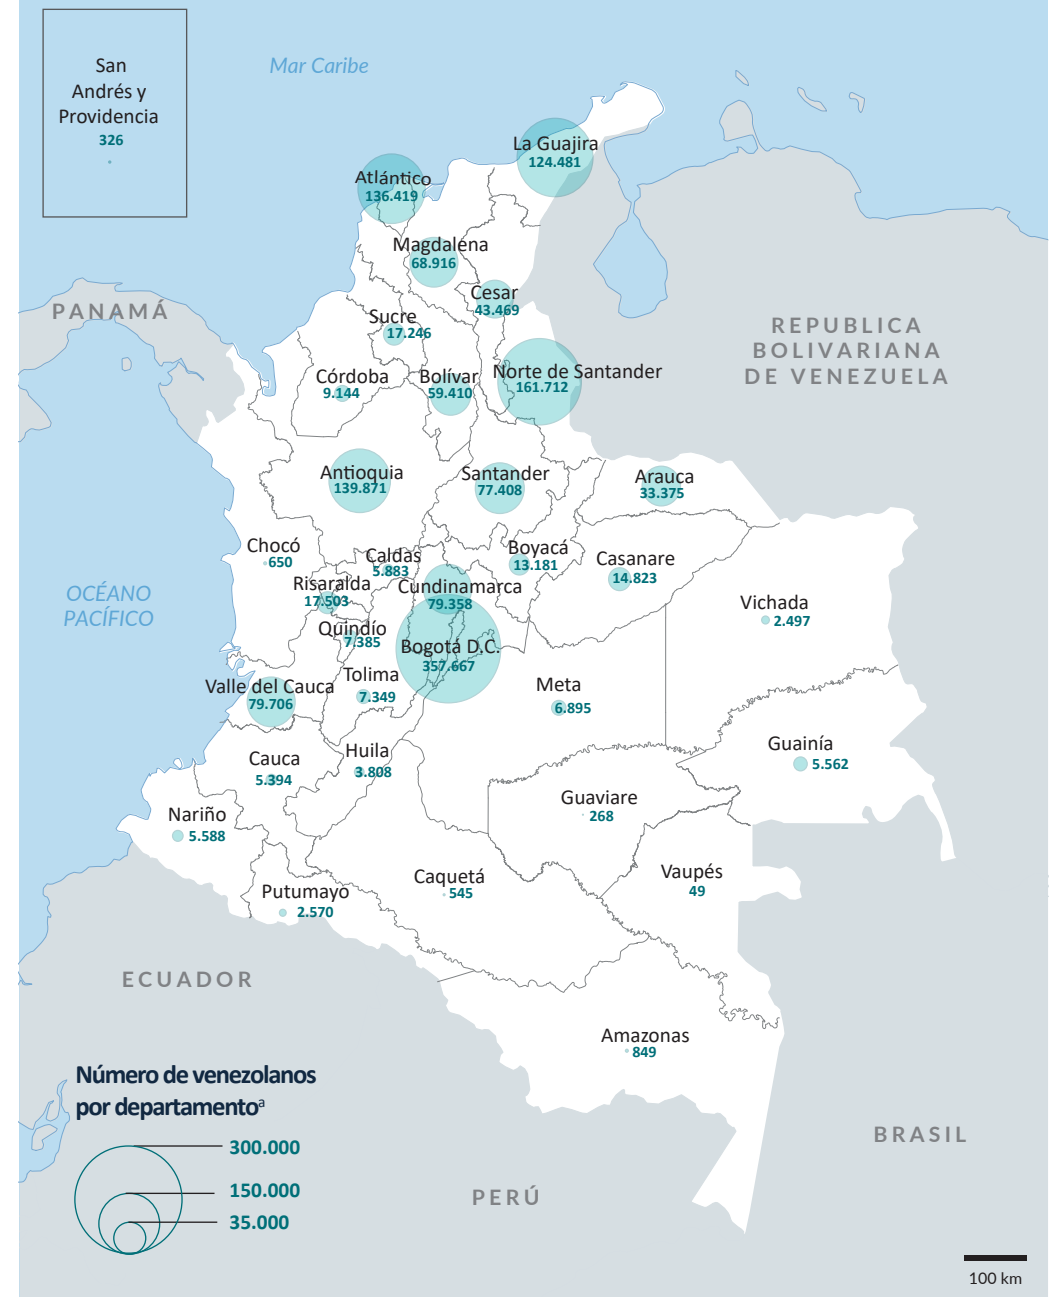 San
Andrés y
Providencia
326
Mar Caribe
La Guajira
124.481
Atlántico
136.419
Magdalena
68.916
Cesar
43.469
PANAMÁ
Sucre
17.246
REPUBLICA
BOLIVARIANA
DE VENEZUELA
Córdoba
9.144
Bolívar
59.410
Norte de Santander
161.712
Antioquia
139.871
Santander
77.408
Arauca
33.375
Chocó
650
Caldas
5.883
Boyacá
13.181
Casanare
14.823
Risaralda
17.503
Cundinamarca
79.358
OCÉANO
PACÍFICO
Vichada
2.497
Quindío
7.385
Bogotá D.C.
357.667
Tolima
7.349
Valle del Cauca
79.706
Meta
6.895
Guainía
5.562
Cauca
5.394
Huila
3.808
Guaviare
268
Nariño
5.588
Caquetá
545
Vaupés
49
Putumayo
2.570
ECUADOR
Amazonas
849
Número de venezolanos
por departamentoª
300.000
150.000
35.000
BRASIL
PERÚ
100 km